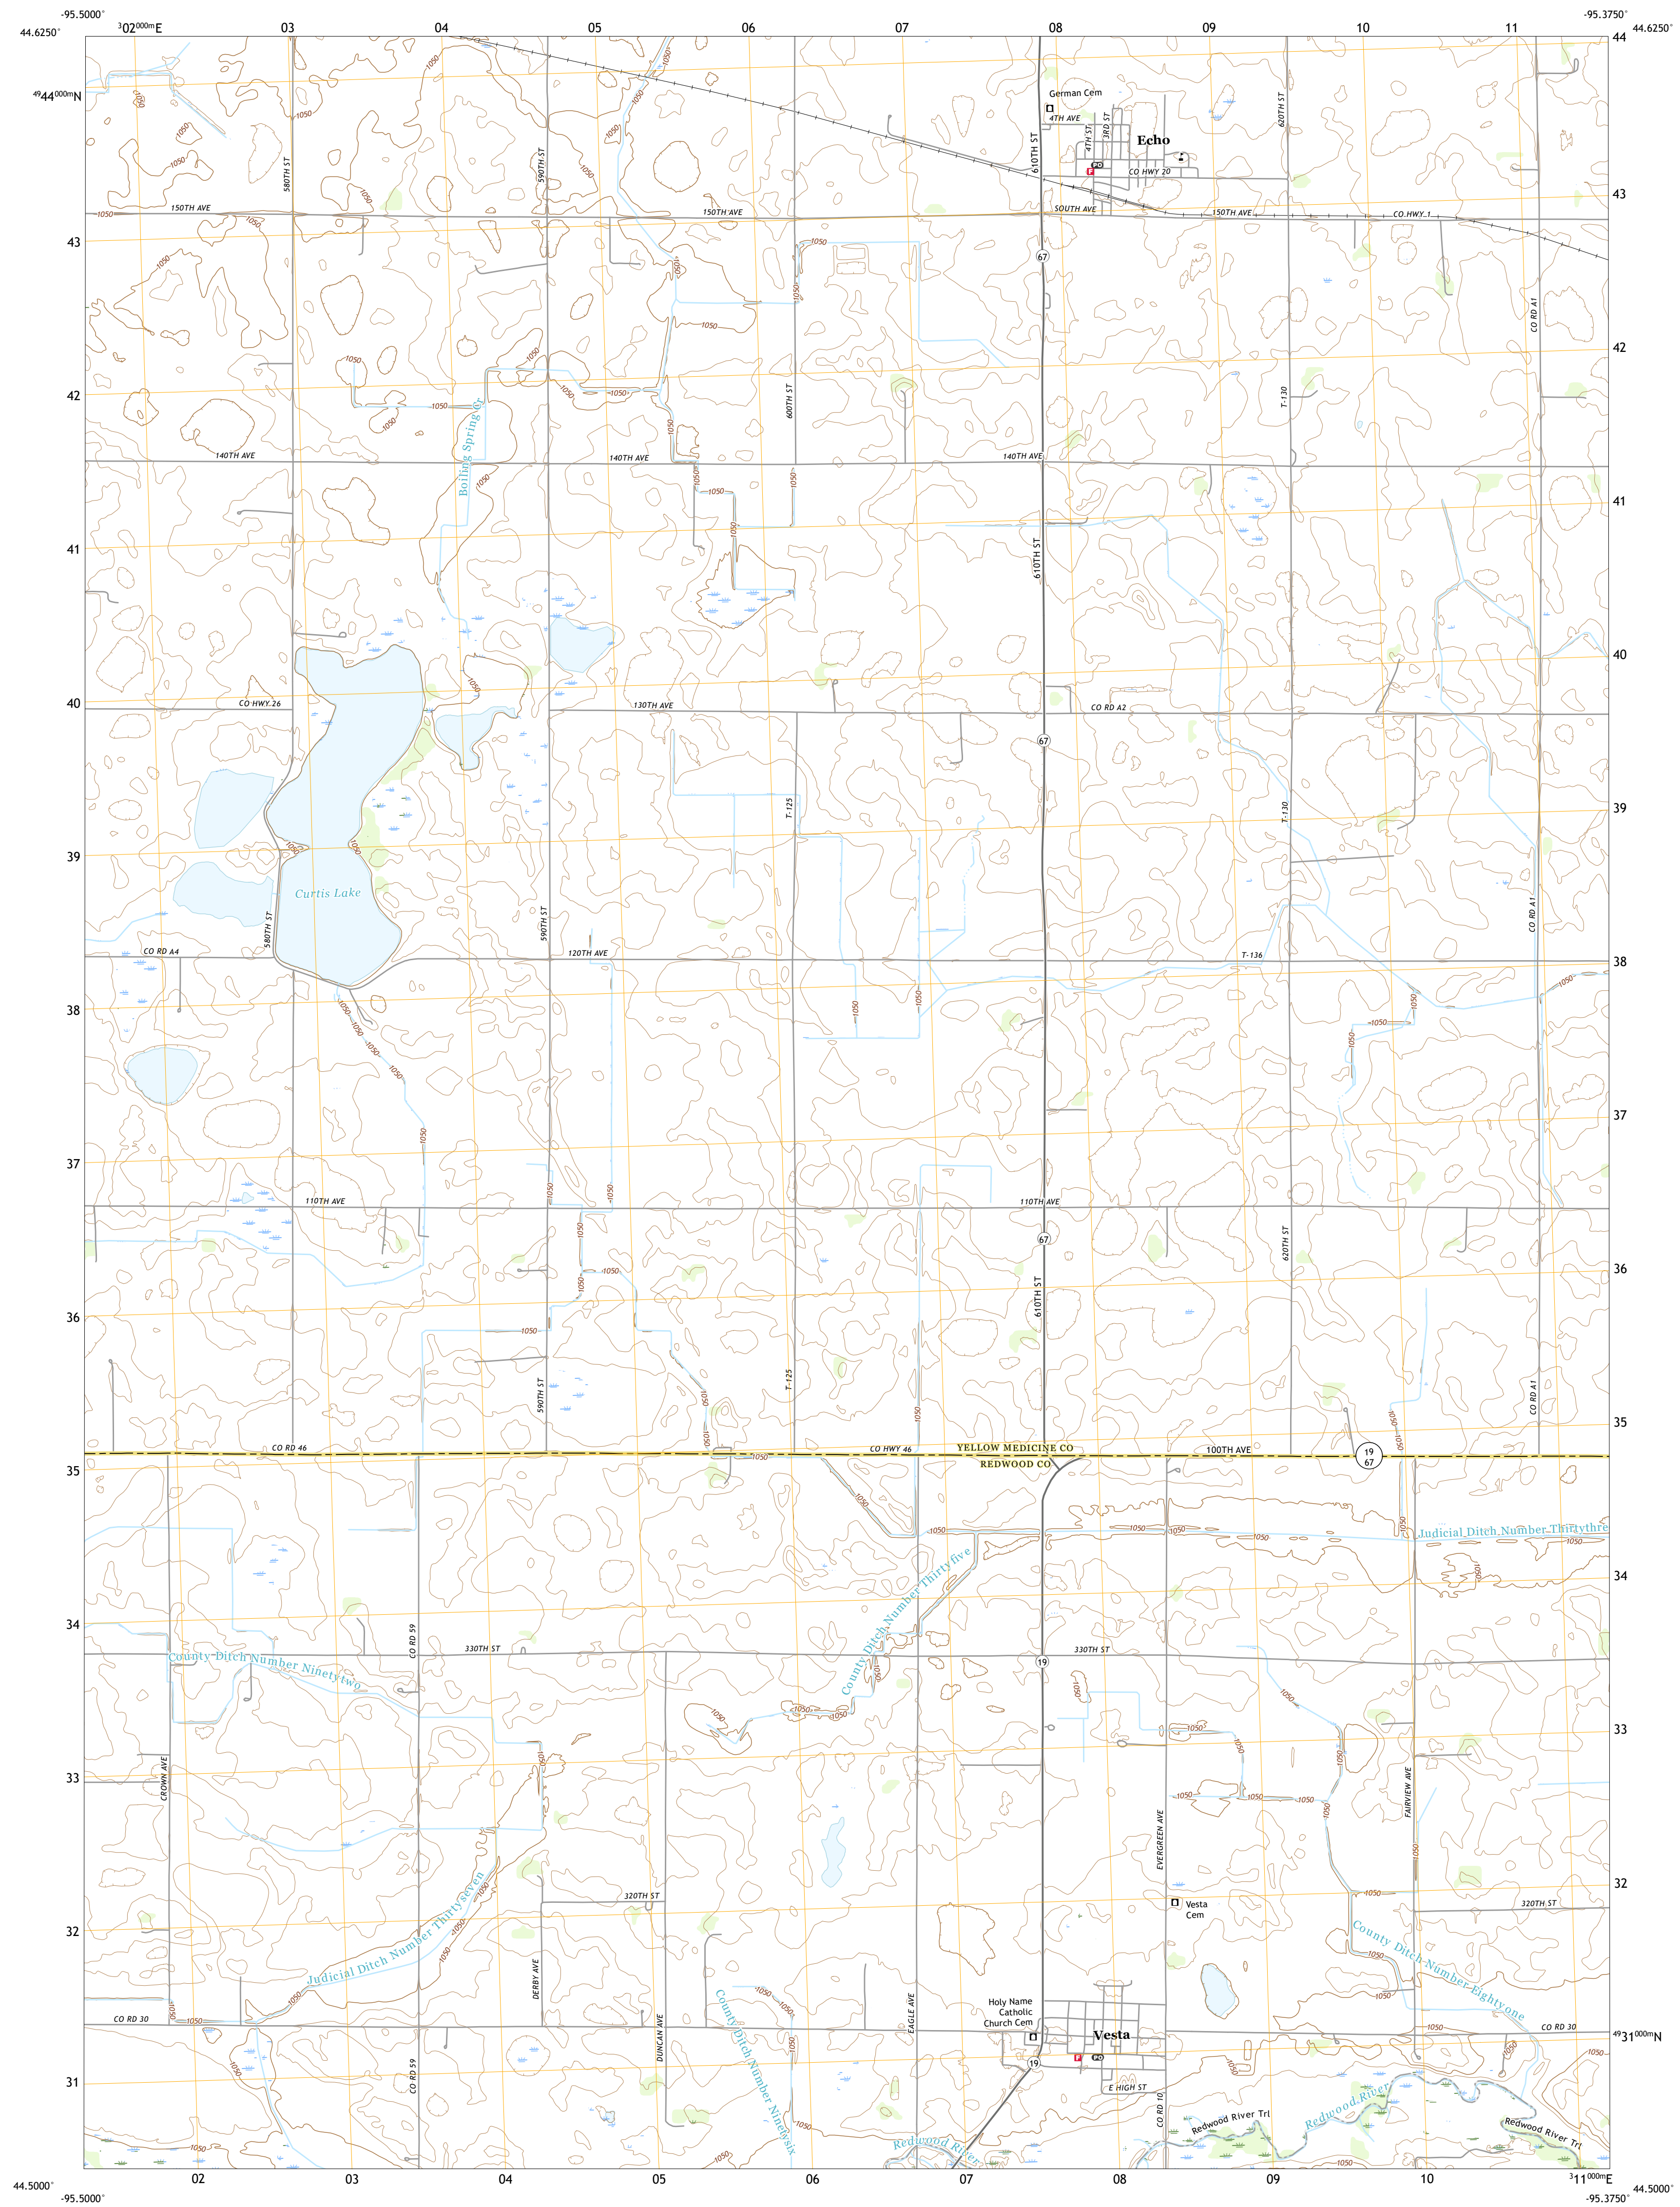 -95.5000°
44.6250°
302000mE
03
04
05
06
07
08
09
10
11
-95.3750°
44
44.6250°
4944000mN
German Cem
4TH AVE
4TH ST
3RD ST
Echo
PO
F
CO HWY 20
610TH ST
620TH ST
580TH ST
590TH ST
1050
43
150TH AVE
150TH AVE
SOUTH AVE
150TH AVE
CO HWY 1
43
67
CO RD A1
42
42
600TH ST
T-130
Boiling Spring Cr
140TH AVE
140TH AVE
140TH AVE
41
41
610TH ST
40
40
CO HWY 26
130TH AVE
CO RD A2
67
39
T-125
T-130
39
Curtis Lake
580TH ST
590TH ST
CO RD A1
CO RD A4
120TH AVE
T-136
38
38
37
37
110TH AVE
110TH AVE
67
620TH ST
36
36
610TH ST
590TH ST
T-125
CO RD A1
35
CO RD 46
CO HWY 46
YELLOW MEDICINE CO
REDWOOD CO
100TH AVE
19
67
35
Judicial Ditch Number Thirtythre
34
34
County Ditch Number Thirtyfive
CO RD 59
330TH ST
330TH ST
County Ditch Number Ninetytwo
19
33
33
CROWN AVE
FAIRVIEW AVE
EVERGREEN AVE
32
Judicial Ditch Number Thirtyseven
320TH ST
Vesta
Cem
320TH ST
32
County Ditch Number Eightyone
DERBY AVE
DUNCAN AVE
EAGLE AVE
County Ditch Number Ninetysix
Holy Name
Catholic
Church Cem
Vesta
F
PO
CO RD 30
CO RD 30
4931000mN
19
31
CO RD 59
E HIGH ST
CO RD 10
Redwood River
Redwood River Trl
Redwood River
Redwood River Trl
44.5000°
-95.5000°
02
03
04
05
06
07
08
09
10
311000mE
44.5000°
-95.3750°